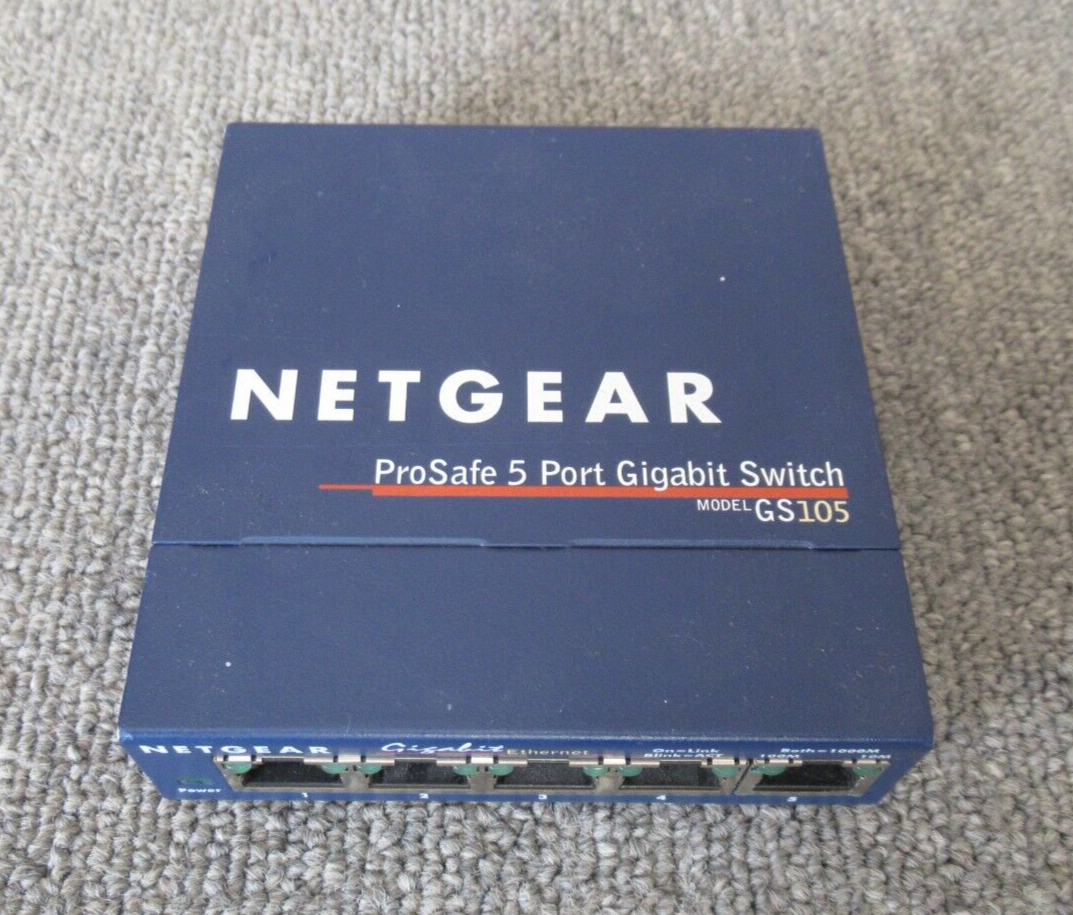 NETGEAR
ProSafe 5 Port Gigabit Switch
MODEL GS105
NETGEAR Gigabit Ethernet On=Link Both=1000M
Blink=ACT 100M 10M
Power 1 2 3 4 5